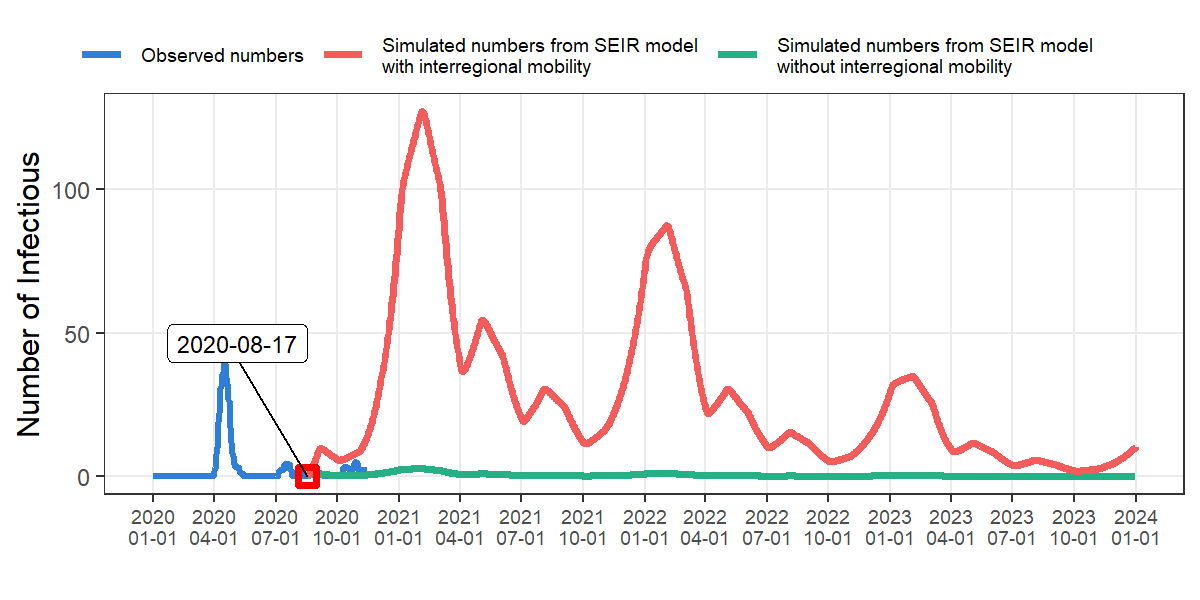 Observed numbers
Simulated numbers from SEIR model
with interregional mobility
Simulated numbers from SEIR model
without interregional mobility
Number of Infectious
100
50
0
2020-08-17
2020 2020 2020 2020 2021 2021 2021 2021 2022 2022 2022 2022 2023 2023 2023 2023 2024
01-01 04-01 07-01 10-01 01-01 04-01 07-01 10-01 01-01 04-01 07-01 10-01 01-01 04-01 07-01 10-01 01-01